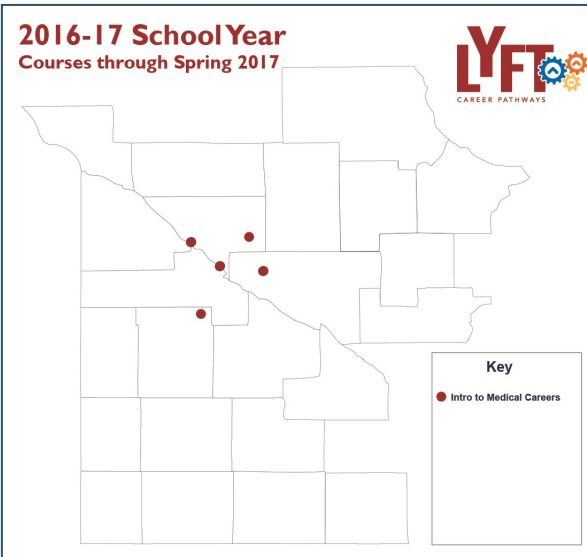 2016-17 School Year
Courses through Spring 2017
LYFT
CAREER PATHWAYS
Key
Intro to Medical Careers